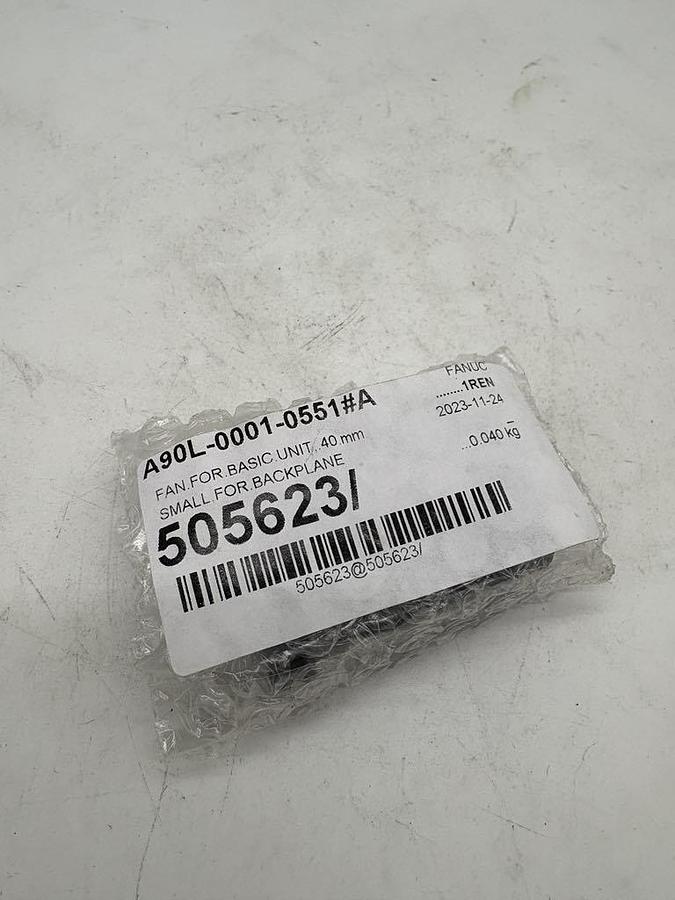 A90L-0001-0551#A
FANUC
........1REN
2023-11-24
FAN.FOR.BASIC.UNIT,.40 mm
SMALL.FOR.BACKPLANE
...0.040 kg
505623/
505623@505623/